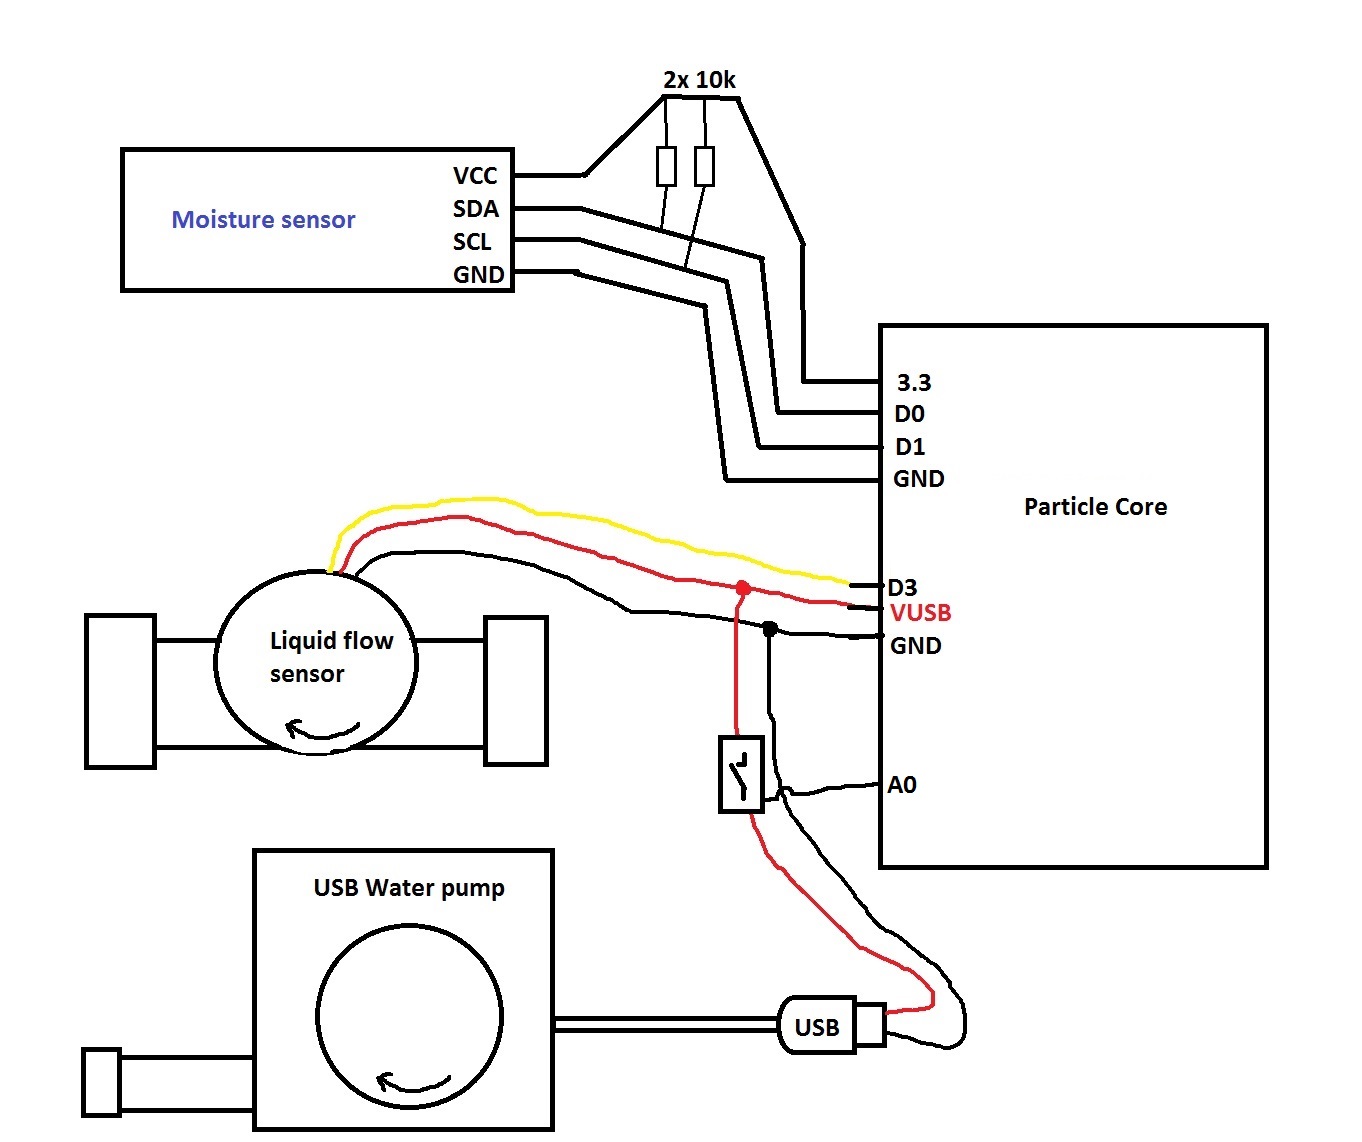 2x 10k
VCC
SDA
SCL
GND
Moisture sensor
3.3
D0
D1
GND
Particle Core
D3
VUSB
GND
A0
Liquid flow
sensor
USB Water pump
USB